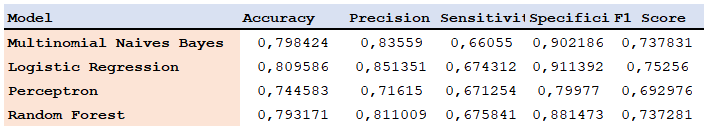 Model Accuracy Precision Sensitivit Specifici F1 Score
Multinomial Naives Bayes 0,798424 0,83559 0,66055 0,902186 0,737831
Logistic Regression 0,809586 0,851351 0,674312 0,911392 0,75256
Perceptron 0,744583 0,71615 0,671254 0,79977 0,692976
Random Forest 0,793171 0,811009 0,675841 0,881473 0,737281